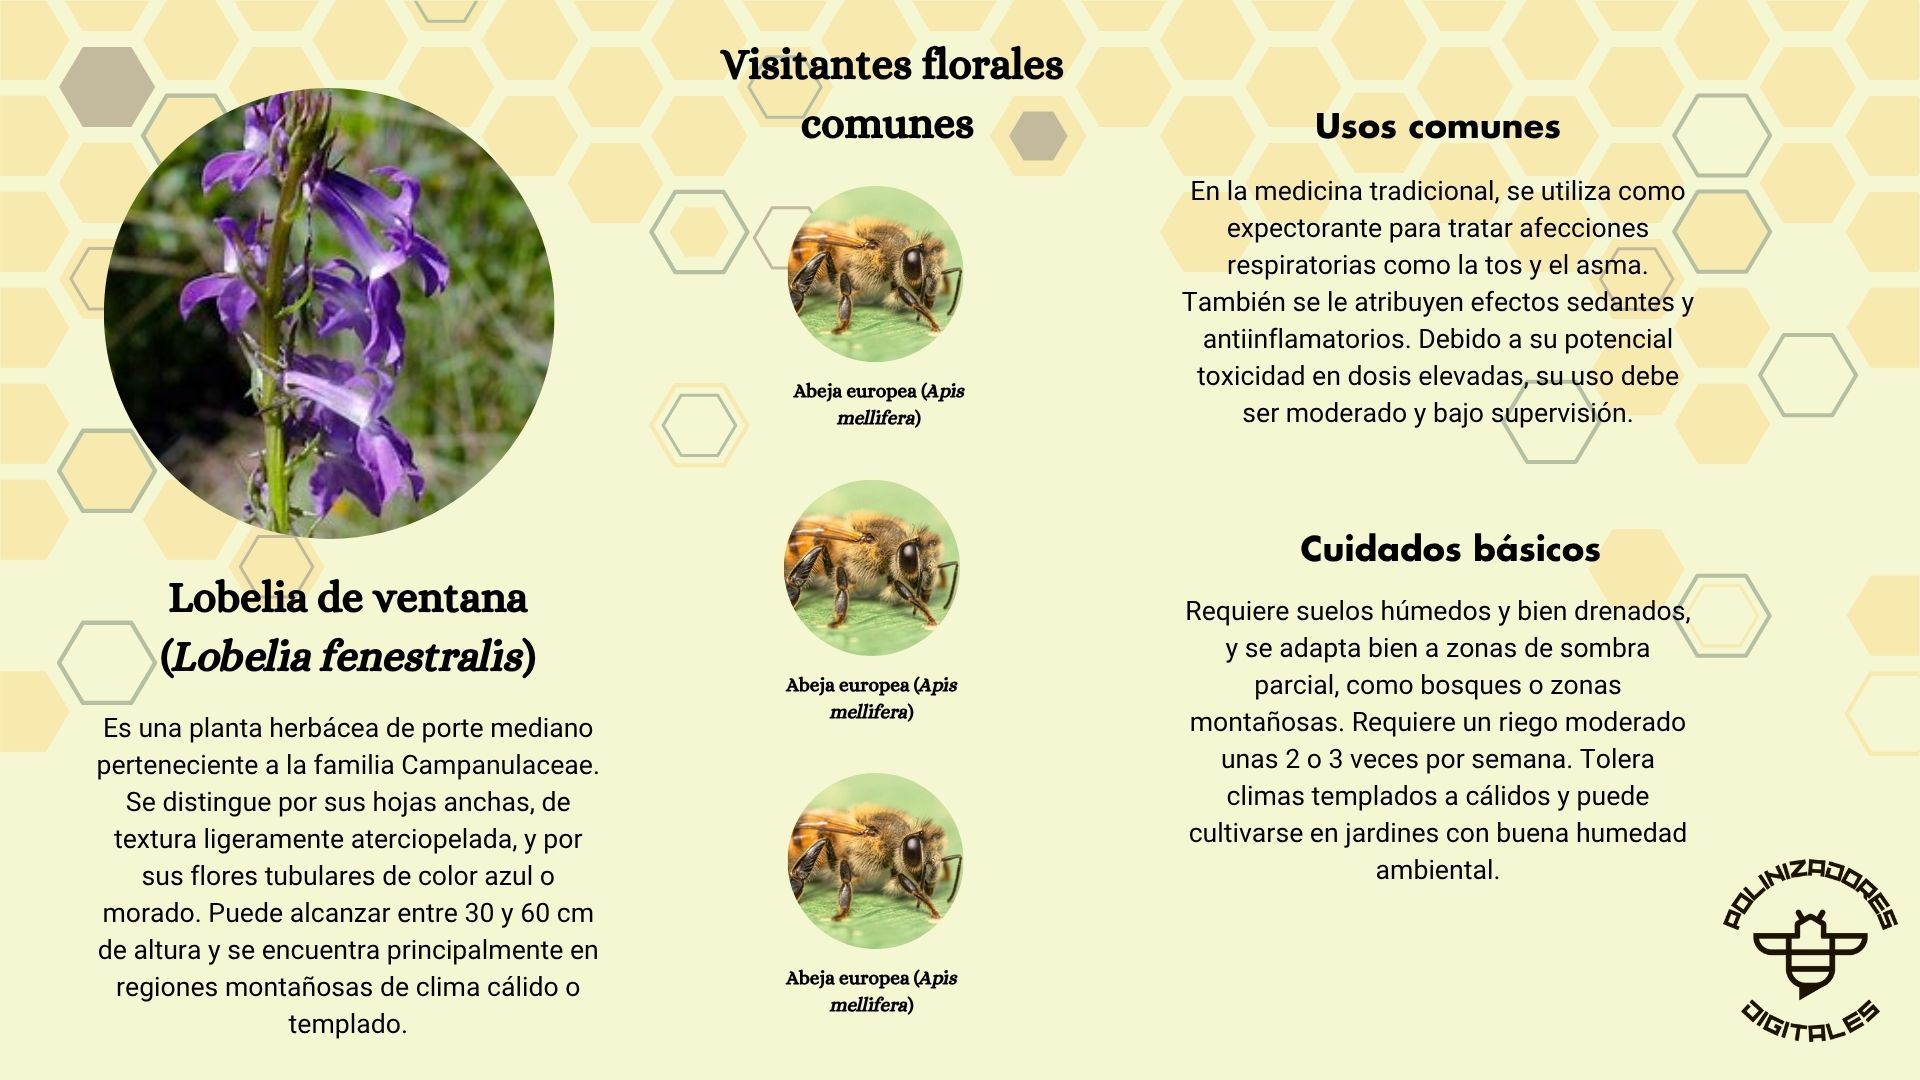 Lobelia de ventana
(Lobelia fenestralis)
Es una planta herbácea de porte mediano
perteneciente a la familia Campanulaceae.
Se distingue por sus hojas anchas, de
textura ligeramente aterciopelada, y por
sus flores tubulares de color azul o
morado. Puede alcanzar entre 30 y 60 cm
de altura y se encuentra principalmente en
regiones montañosas de clima cálido o
templado.
Visitantes florales
comunes
Abeja europea (Apis
mellifera)
Abeja europea (Apis
mellifera)
Abeja europea (Apis
mellifera)
Usos comunes
En la medicina tradicional, se utiliza como
expectorante para tratar afecciones
respiratorias como la tos y el asma.
También se le atribuyen efectos sedantes y
antiinflamatorios. Debido a su potencial
toxicidad en dosis elevadas, su uso debe
ser moderado y bajo supervisión.
Cuidados básicos
Requiere suelos húmedos y bien drenados,
y se adapta bien a zonas de sombra
parcial, como bosques o zonas
montañosas. Requiere un riego moderado
unas 2 o 3 veces por semana. Tolera
climas templados a cálidos y puede
cultivarse en jardines con buena humedad
ambiental.
POLINIZADORES
DIGITALES